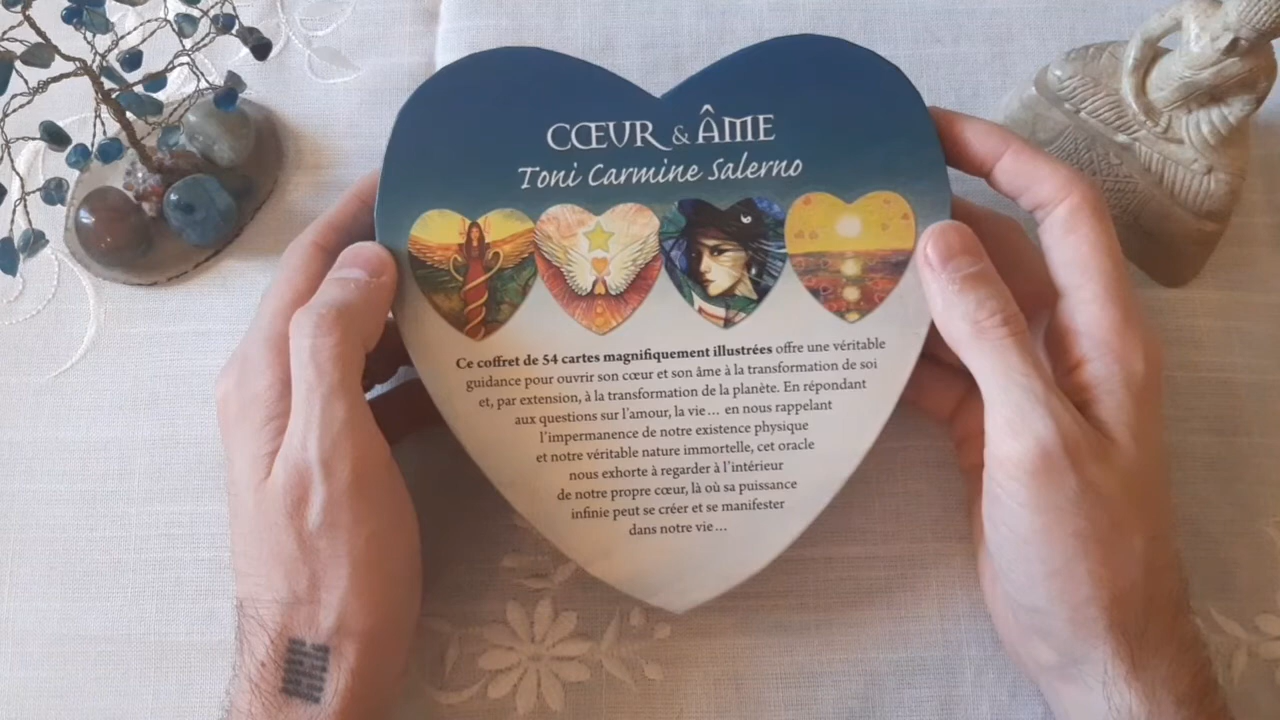 CŒUR & ÂME
Toni Carmine Salerno
Ce coffret de 54 cartes magnifiquement illustrées offre une véritable
guidance pour ouvrir son cœur et son âme à la transformation de soi
et, par extension, à la transformation de la planète. En répondant
aux questions sur l'amour, la vie... en nous rappelant
l'impermanence de notre existence physique
et notre véritable nature immortelle, cet oracle
nous exhorte à regarder à l'intérieur
de notre propre cœur, là où sa puissance
infinie peut se créer et se manifester
dans notre vie...